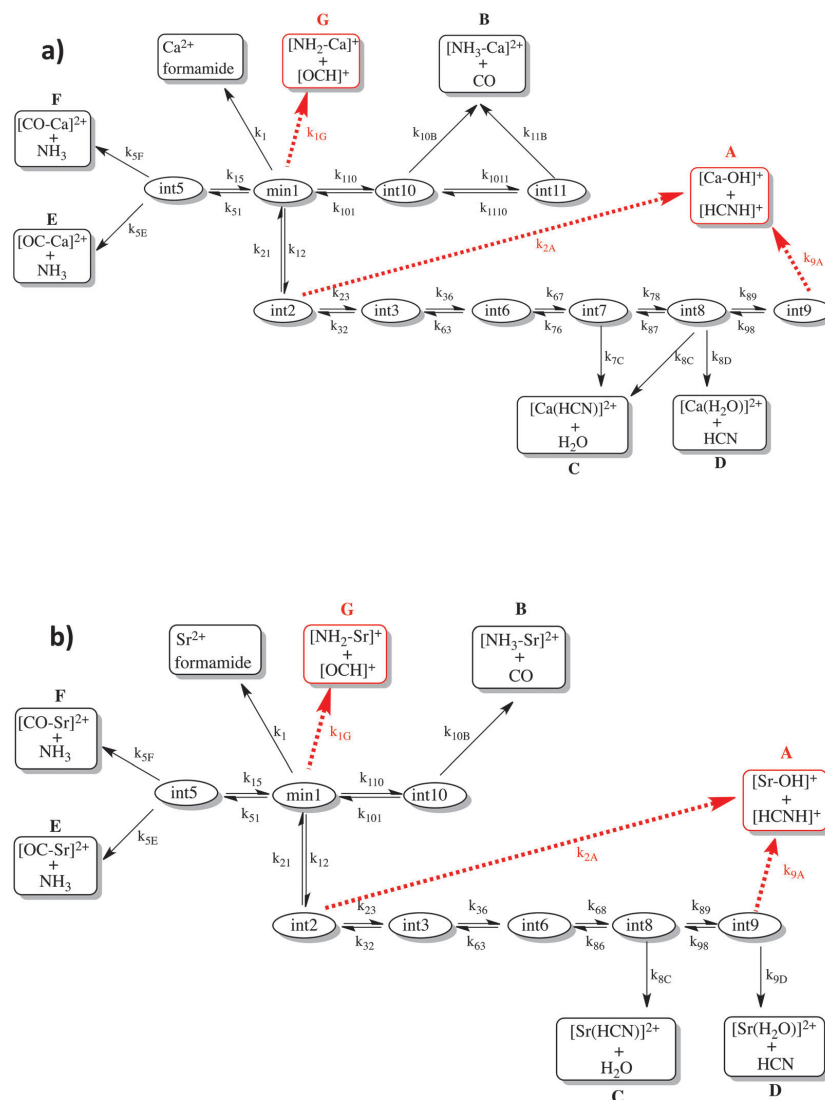 a)
Ca2+
formamide
G
[NH2-Ca]+
+
[OCH]+
B
[NH3-Ca]2+
+
CO
F
[CO-Ca]2+
+
NH3
k5F
k1
k1G
k10B
k11B
A
[Ca-OH]+
+
[HCNH]+
int5
k15
k51
min1
k110
k101
int10
k1011
k1110
int11
E
[OC-Ca]2+
+
NH3
k5E
k21
k12
k2A
k9A
int2
k23
k32
int3
k36
k63
int6
k67
k76
int7
k78
k87
int8
k89
k98
int9
k7C
k8C
k8D
[Ca(HCN)]2+
+
H2O
C
[Ca(H2O)]2+
+
HCN
D
b)
Sr2+
formamide
G
[NH2-Sr]+
+
[OCH]+
B
[NH3-Sr]2+
+
CO
F
[CO-Sr]2+
+
NH3
k5F
k1
k1G
k10B
A
[Sr-OH]+
+
[HCNH]+
int5
k15
k51
min1
k110
k101
int10
E
[OC-Sr]2+
+
NH3
k5E
k21
k12
k2A
k9A
int2
k23
k32
int3
k36
k63
int6
k68
k86
int8
k89
k98
int9
k8C
k9D
[Sr(HCN)]2+
+
H2O
C
[Sr(H2O)]2+
+
HCN
D